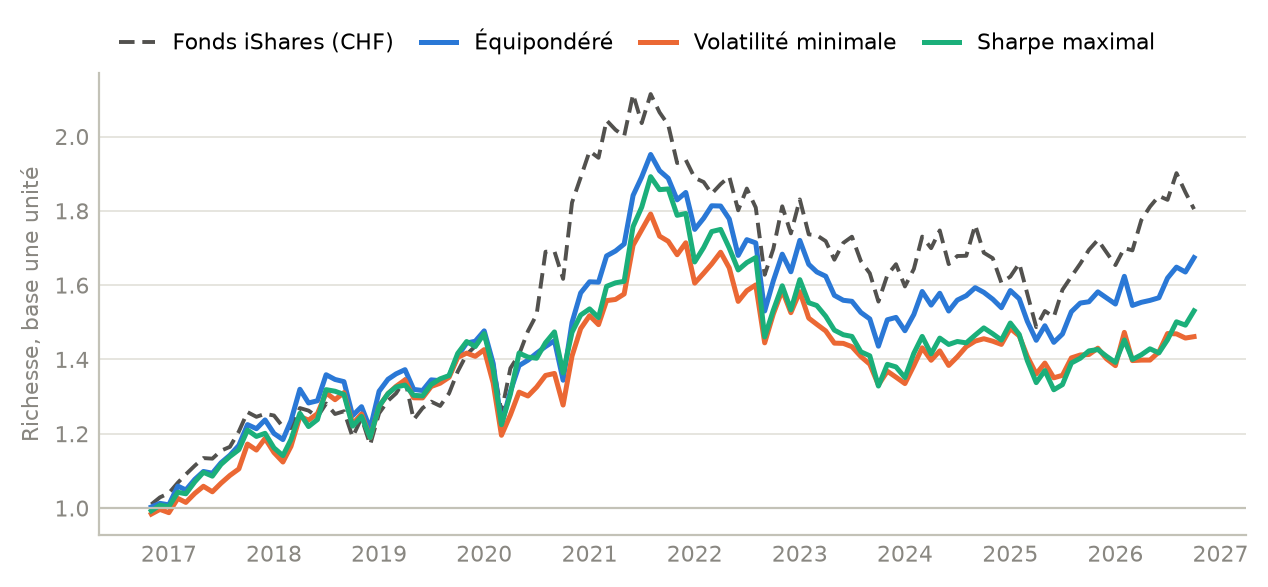 Fonds iShares (CHF) Équipondéré Volatilité minimale Sharpe maximal
Richesse, base une unité
2.0
1.8
1.6
1.4
1.2
1.0
2017 2018 2019 2020 2021 2022 2023 2024 2025 2026 2027